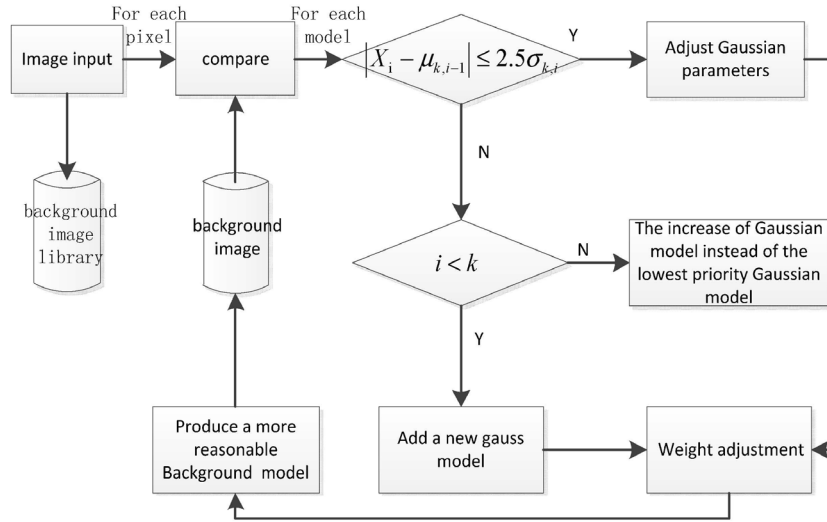 For each
pixel
For each
model
Image input
compare
|X_i − μ_{k,i−1}| ≤ 2.5σ_{k,i}
Y
Adjust Gaussian
parameters
N
background
image
library
background
image
i < k
N
The increase of Gaussian
model instead of the
lowest priority Gaussian
model
Y
Produce a more
reasonable
Background model
Add a new gauss
model
Weight adjustment